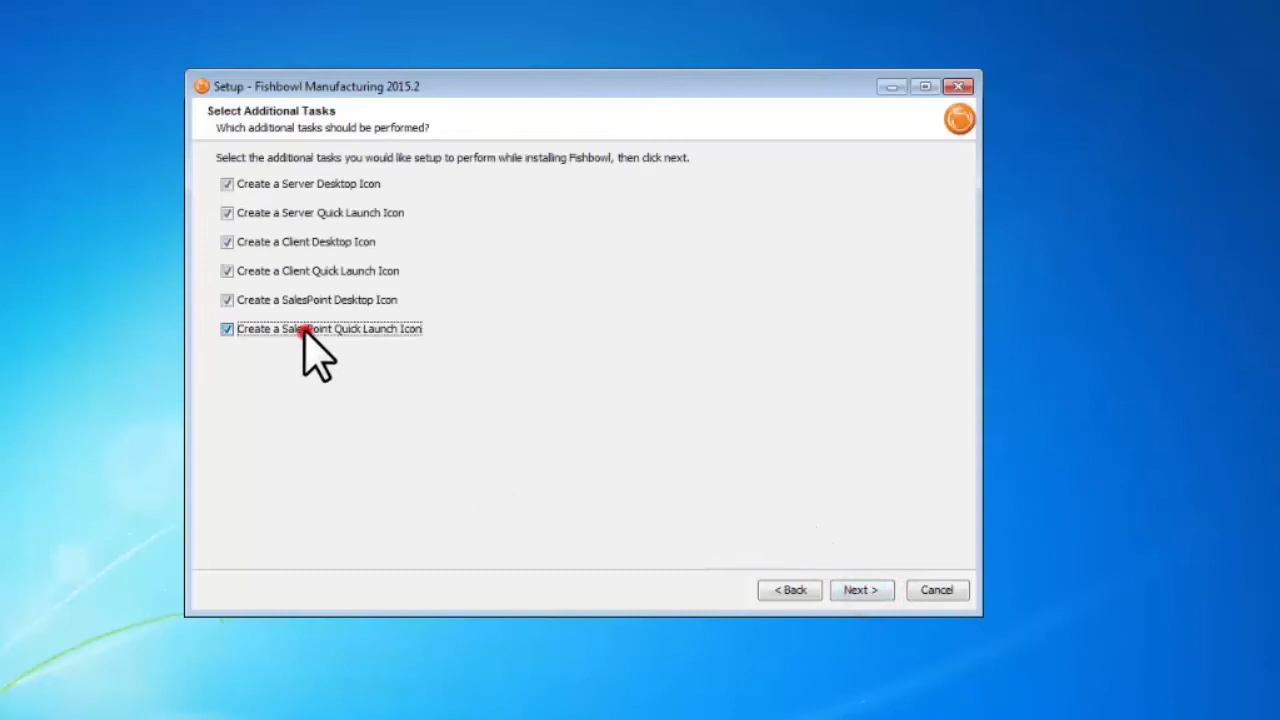 Setup - Fishbowl Manufacturing 2015.2
Select Additional Tasks
Which additional tasks should be performed?
Select the additional tasks you would like setup to perform while installing Fishbowl, then click next.
Create a Server Desktop Icon
Create a Server Quick Launch Icon
Create a Client Desktop Icon
Create a Client Quick Launch Icon
Create a SalesPoint Desktop Icon
Create a SalesPoint Quick Launch Icon
< Back Next > Cancel